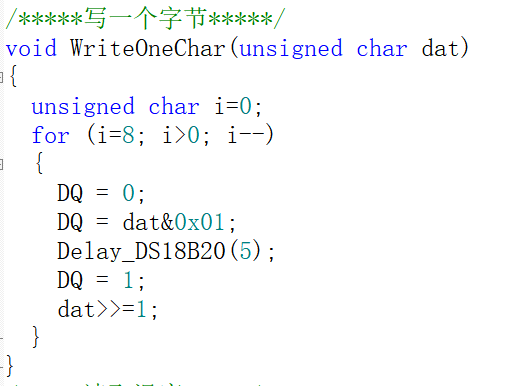 /*****写一个字节*****/
void WriteOneChar(unsigned char dat)
{
unsigned char i=0;
for (i=8; i>0; i--)
{
DQ = 0;
DQ = dat&0x01;
Delay_DS18B20(5);
DQ = 1;
dat>>=1;
}
}